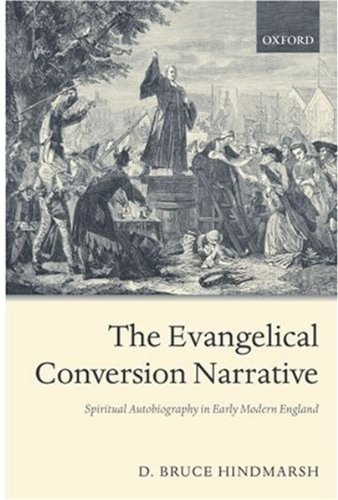 OXFORD
The Evangelical
Conversion Narrative
Spiritual Autobiography in Early Modern England
D. BRUCE HINDMARSH